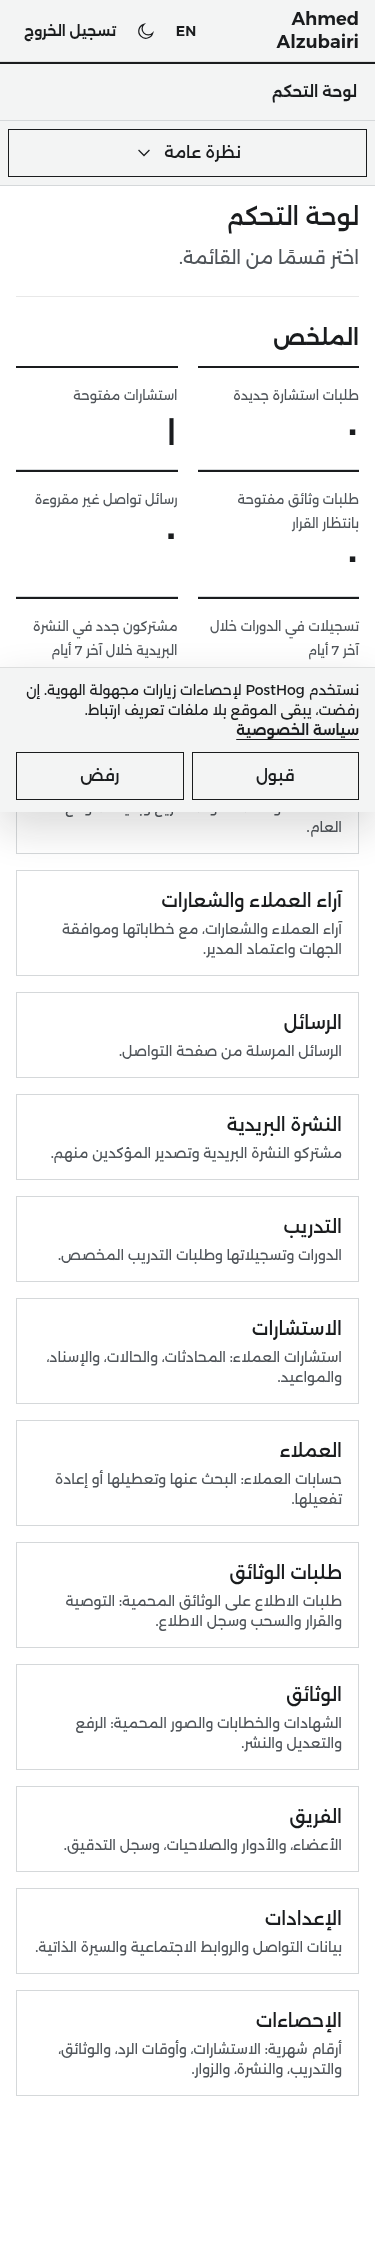 Ahmed
Alzubairi
EN
تسجيل الخروج
لوحة التحكم
نظرة عامة
لوحة التحكم
اختر قسمًا من القائمة.
الملخص
طلبات استشارة جديدة
٠
استشارات مفتوحة
١
طلبات وثائق مفتوحة
بانتظار القرار
٠
رسائل تواصل غير مقروءة
٠
تسجيلات في الدورات خلال
آخر 7 أيام
مشتركون جدد في النشرة
البريدية خلال آخر 7 أيام
نستخدم PostHog لإحصاءات زيارات مجهولة الهوية. إن
رفضت، يبقى الموقع بلا ملفات تعريف ارتباط.
سياسة الخصوصية
قبول
رفض
العام.
آراء العملاء والشعارات
آراء العملاء والشعارات، مع خطاباتها وموافقة
الجهات واعتماد المدير.
الرسائل
الرسائل المرسلة من صفحة التواصل.
النشرة البريدية
مشتركو النشرة البريدية وتصدير المؤكدين منهم.
التدريب
الدورات وتسجيلاتها وطلبات التدريب المخصص.
الاستشارات
استشارات العملاء: المحادثات، والحالات، والإسناد،
والمواعيد.
العملاء
حسابات العملاء: البحث عنها وتعطيلها أو إعادة
تفعيلها.
طلبات الوثائق
طلبات الاطلاع على الوثائق المحمية: التوصية
والقرار والسحب وسجل الاطلاع.
الوثائق
الشهادات والخطابات والصور المحمية: الرفع
والتعديل والنشر.
الفريق
الأعضاء، والأدوار والصلاحيات، وسجل التدقيق.
الإعدادات
بيانات التواصل والروابط الاجتماعية والسيرة الذاتية.
الإحصاءات
أرقام شهرية: الاستشارات، وأوقات الرد، والوثائق،
والتدريب، والنشرة، والزوار.